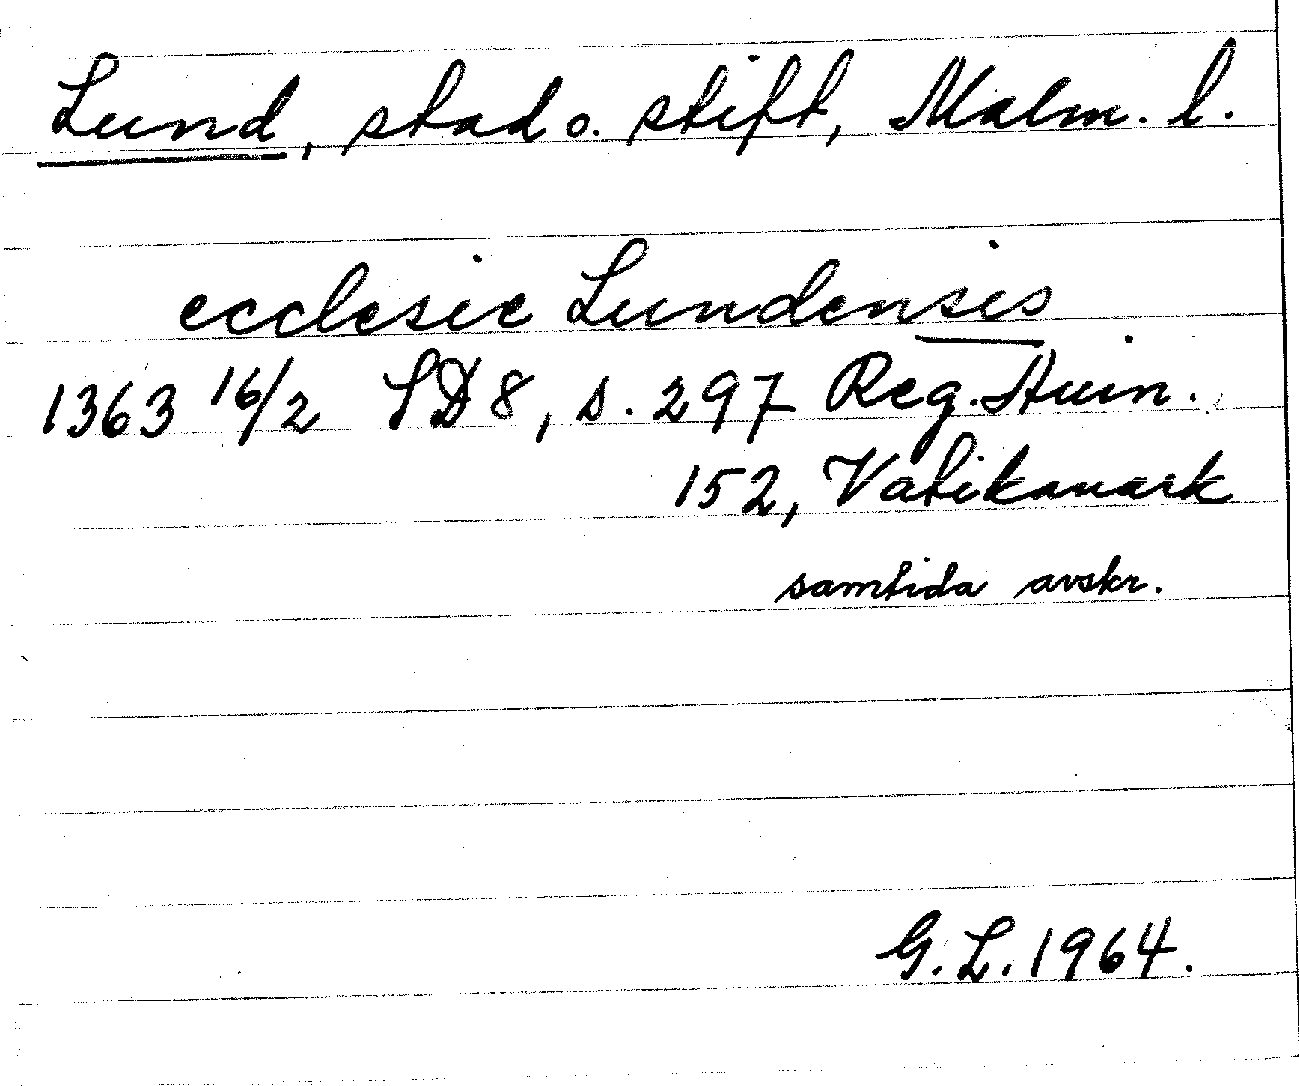 Lund, stad o. stift, Malm. l.
ecclesie Lundensis
1363 16/2 SD 8, s. 297 Reg. Avin.
152, Vatikanark
samtida avskr.
G. L. 1964.